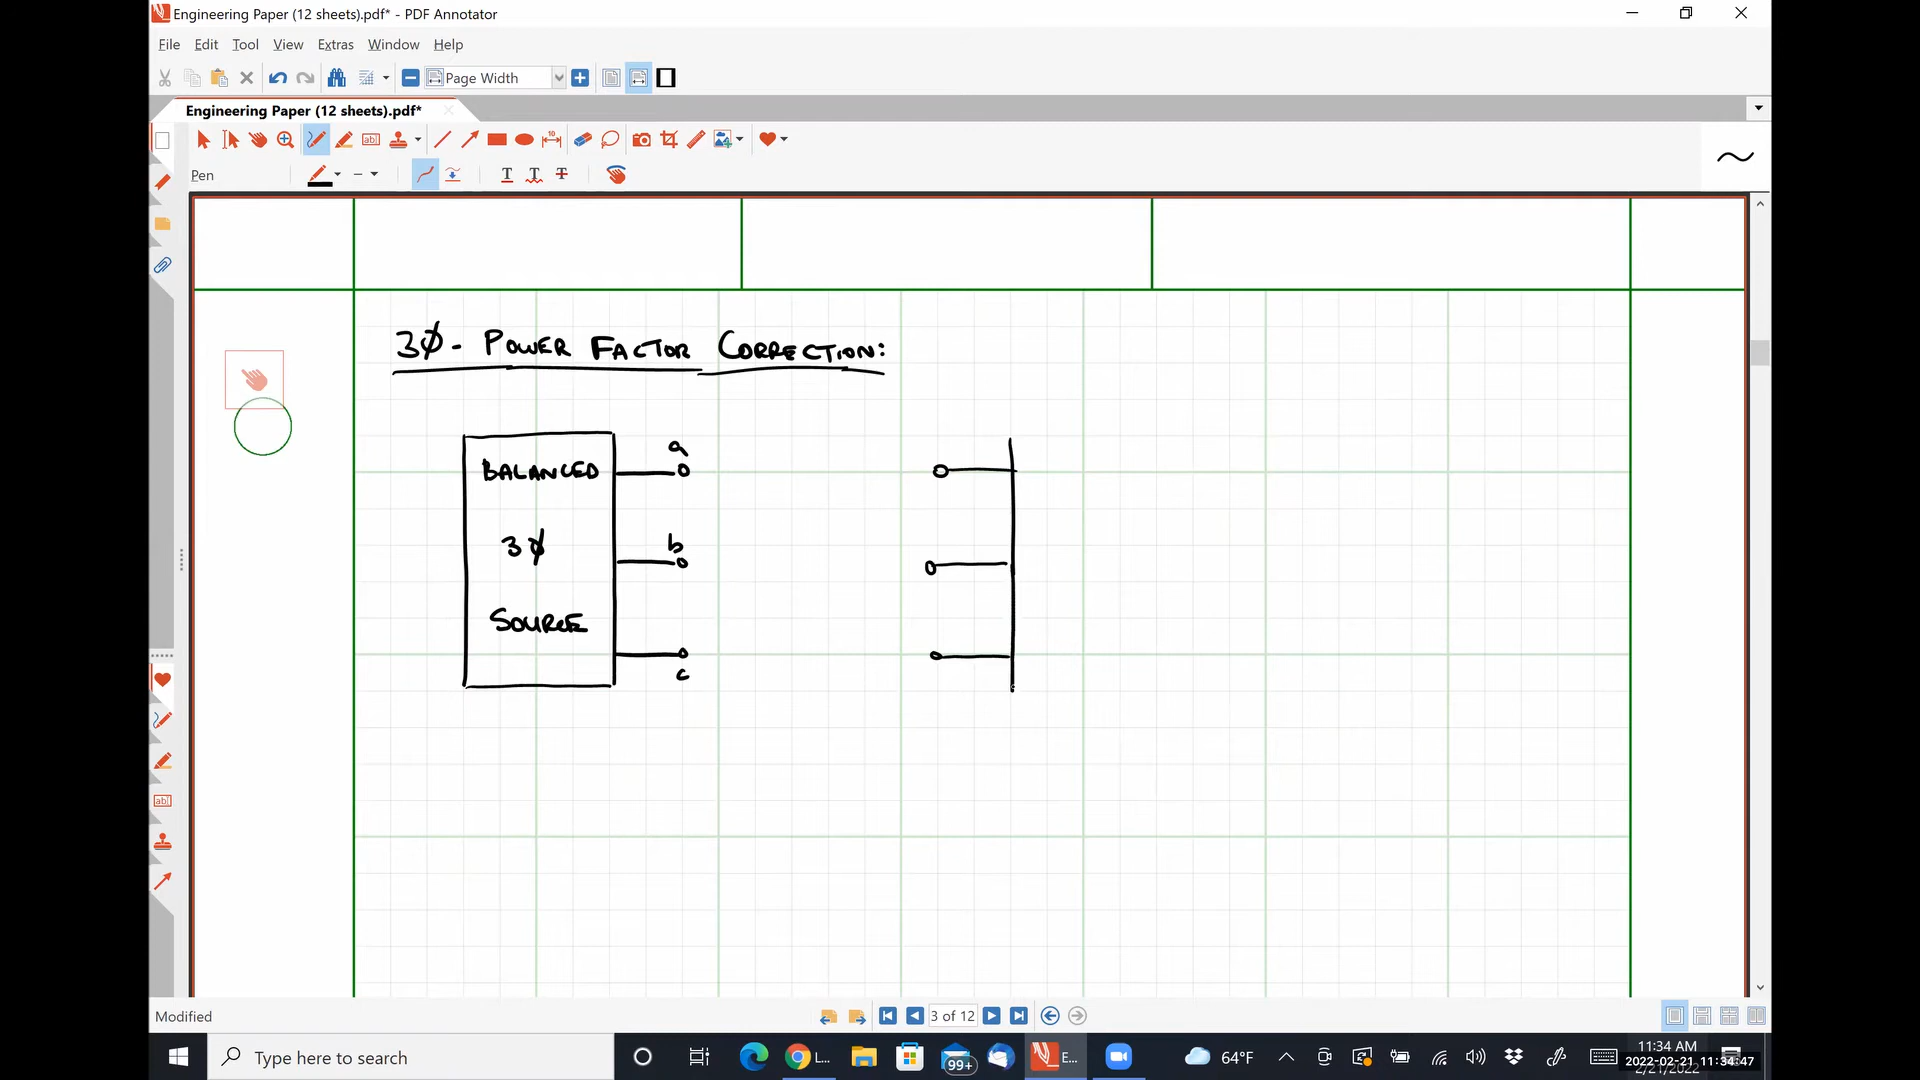 Engineering Paper (12 sheets).pdf* - PDF Annotator
File Edit Tool View Extras Window Help
Page Width
Engineering Paper (12 sheets).pdf*
Pen
3Ø - POWER FACTOR CORRECTION:
a
BALANCED
b
3Ø
SOURCE
c
Modified
3 of 12
Type here to search
L...
99+
E...
64°F
11:34 AM
2022-02-21, 11:34:47